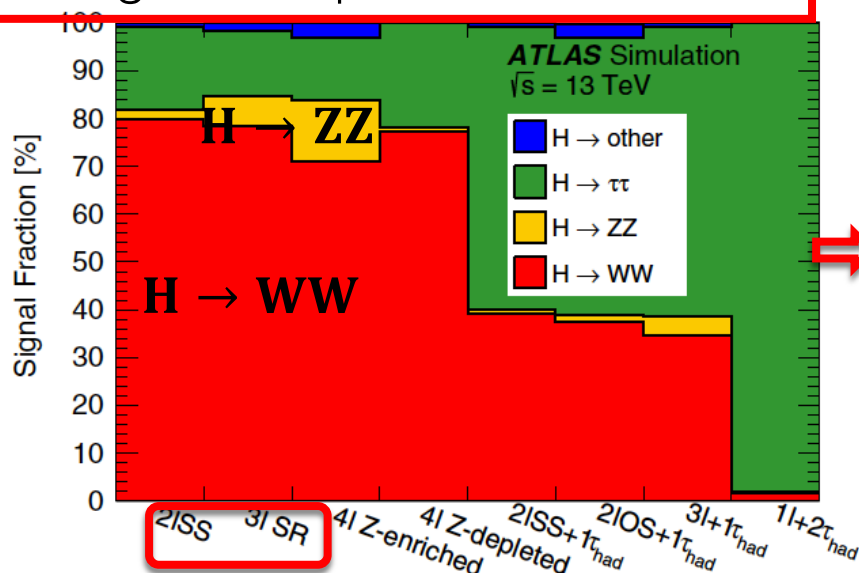 100
90
80
70
60
50
40
30
20
10
0
Signal Fraction [%]
ATLAS Simulation
√s = 13 TeV
H → other
H → ττ
H → ZZ
H → WW
H → ZZ
H → WW
2lSS
3l SR
4l Z-enriched
4l Z-depleted
2lSS+1τhad
2lOS+1τhad
3l+1τhad
1l+2τhad